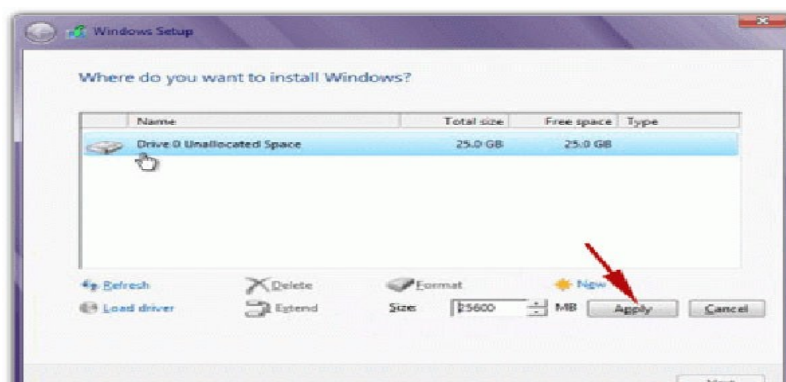 Windows Setup
Where do you want to install Windows?
Name Total size Free space Type
Drive 0 Unallocated Space 25.0 GB 25.0 GB
Refresh Delete Format New
Load driver Extend Size: 25600 MB Apply Cancel